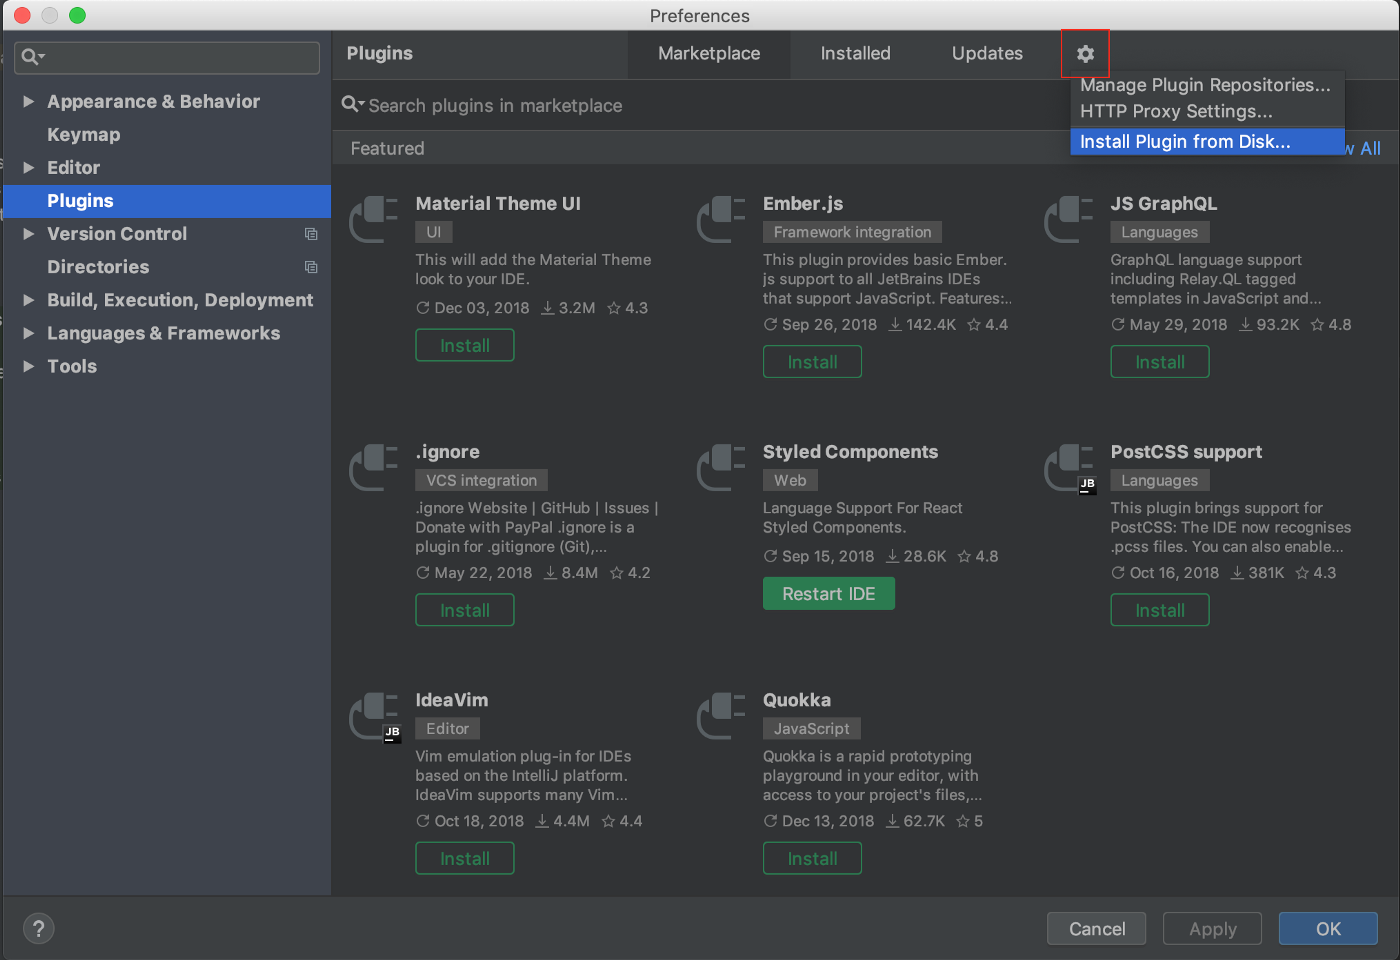 Preferences
Plugins
Marketplace
Installed
Updates
Manage Plugin Repositories...
HTTP Proxy Settings...
Install Plugin from Disk...
Appearance & Behavior
Keymap
Editor
Plugins
Version Control
Directories
Build, Execution, Deployment
Languages & Frameworks
Tools
Search plugins in marketplace
Featured
w All
Material Theme UI
UI
This will add the Material Theme
look to your IDE.
Dec 03, 2018 3.2M 4.3
Install
Ember.js
Framework integration
This plugin provides basic Ember.
js support to all JetBrains IDEs
that support JavaScript. Features:..
Sep 26, 2018 142.4K 4.4
Install
JS GraphQL
Languages
GraphQL language support
including Relay.QL tagged
templates in JavaScript and...
May 29, 2018 93.2K 4.8
Install
.ignore
VCS integration
.ignore Website | GitHub | Issues |
Donate with PayPal .ignore is a
plugin for .gitignore (Git),...
May 22, 2018 8.4M 4.2
Install
Styled Components
Web
Language Support For React
Styled Components.
Sep 15, 2018 28.6K 4.8
Restart IDE
JB
PostCSS support
Languages
This plugin brings support for
PostCSS: The IDE now recognises
.pcss files. You can also enable...
Oct 16, 2018 381K 4.3
Install
JB
IdeaVim
Editor
Vim emulation plug-in for IDEs
based on the IntelliJ platform.
IdeaVim supports many Vim...
Oct 18, 2018 4.4M 4.4
Install
Quokka
JavaScript
Quokka is a rapid prototyping
playground in your editor, with
access to your project's files,...
Dec 13, 2018 62.7K 5
Install
?
Cancel
Apply
OK